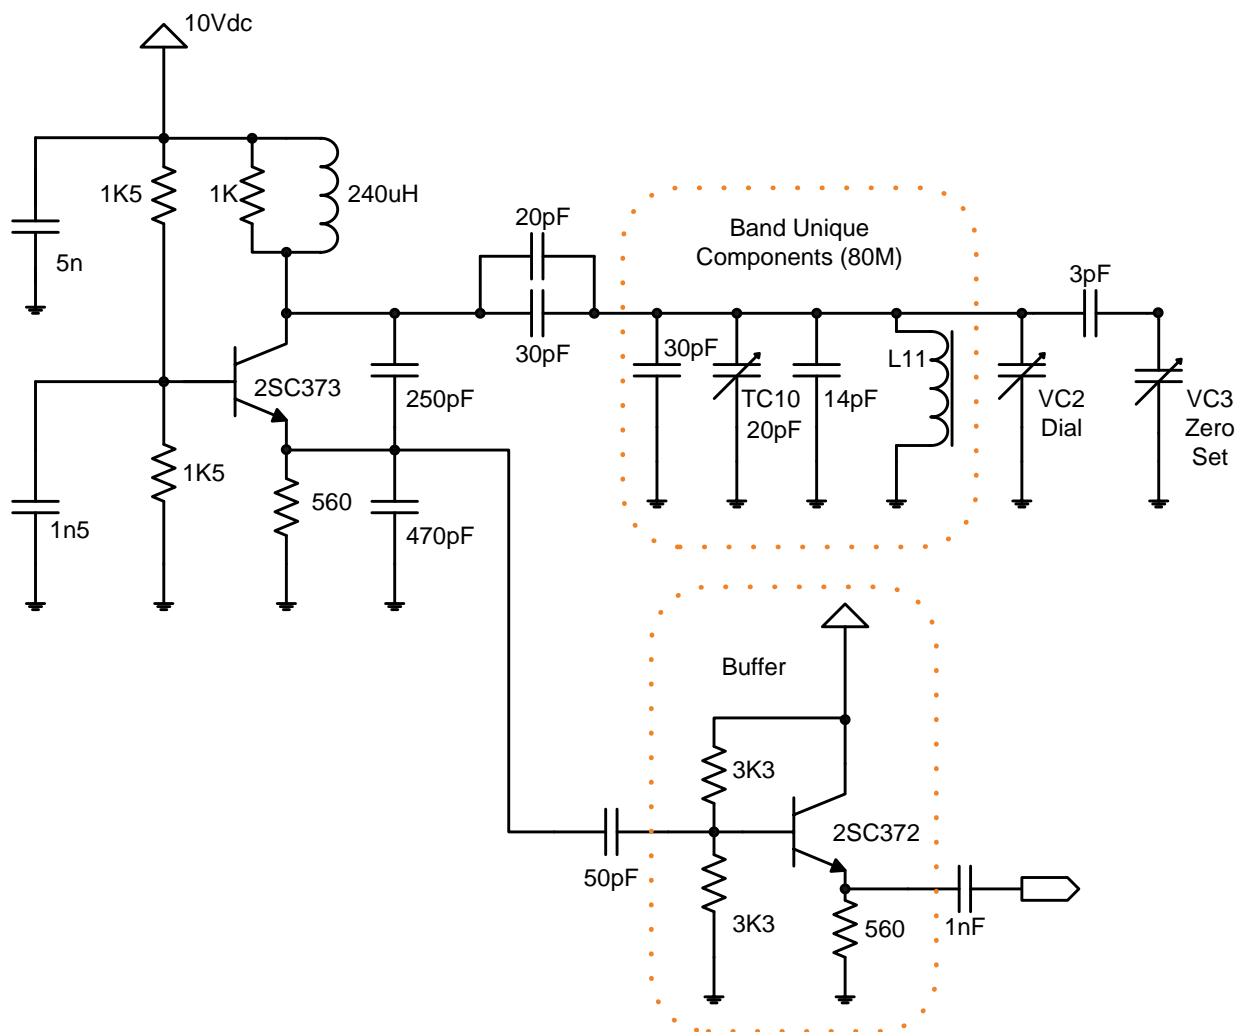 10Vdc
1K5
1K
240uH
5n
20pF
30pF
Band Unique
Components (80M)
3pF
30pF
L11
TC10
20pF
14pF
VC2
Dial
VC3
Zero
Set
2SC373
250pF
1K5
560
1n5
470pF
Buffer
3K3
2SC372
50pF
3K3
560
1nF